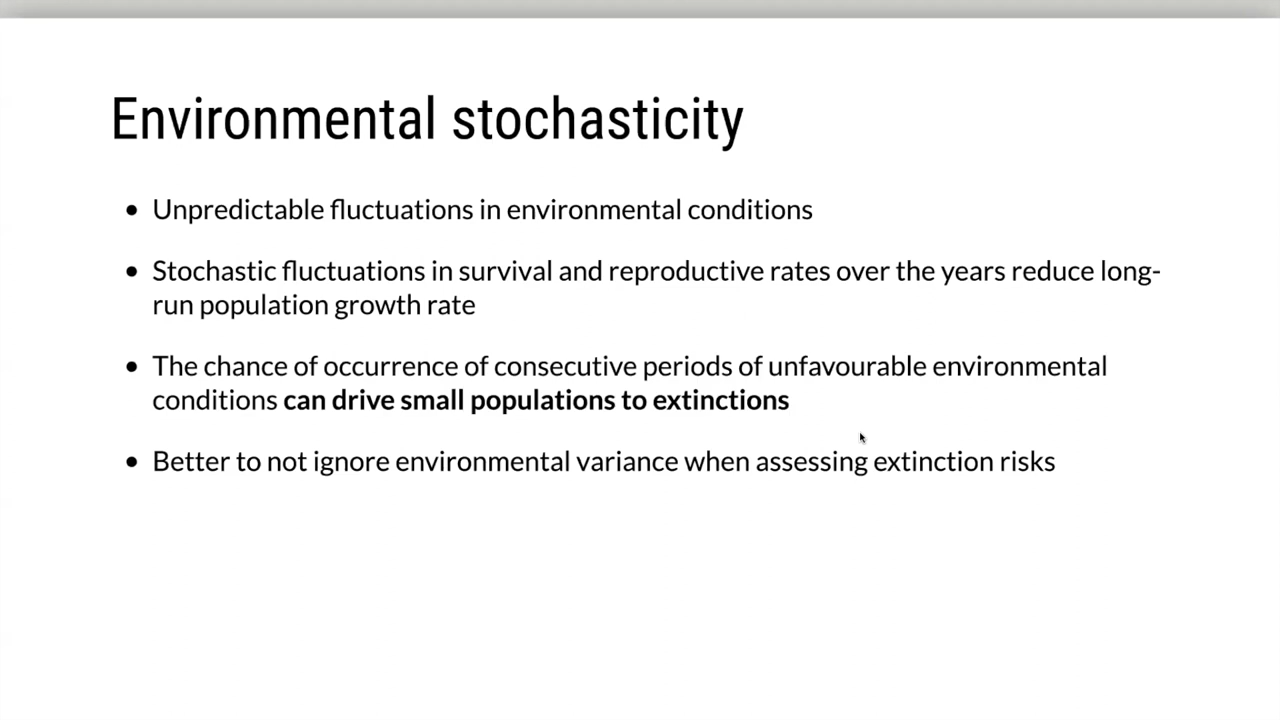 Environmental stochasticity
• Unpredictable fluctuations in environmental conditions
• Stochastic fluctuations in survival and reproductive rates over the years reduce long-
run population growth rate
• The chance of occurrence of consecutive periods of unfavourable environmental
conditions can drive small populations to extinctions
• Better to not ignore environmental variance when assessing extinction risks